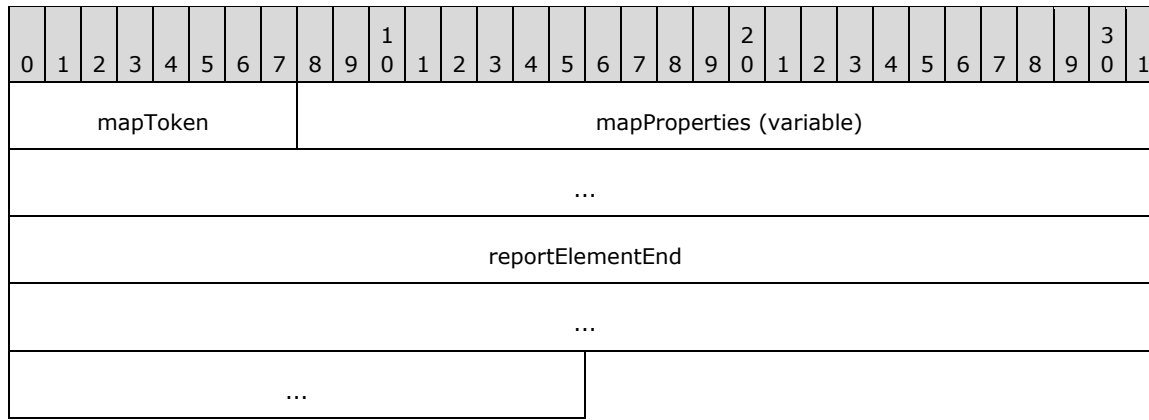 1 2 3
0 1 2 3 4 5 6 7 8 9 0 1 2 3 4 5 6 7 8 9 0 1 2 3 4 5 6 7 8 9 0 1
mapToken mapProperties (variable)
...
reportElementEnd
...
...